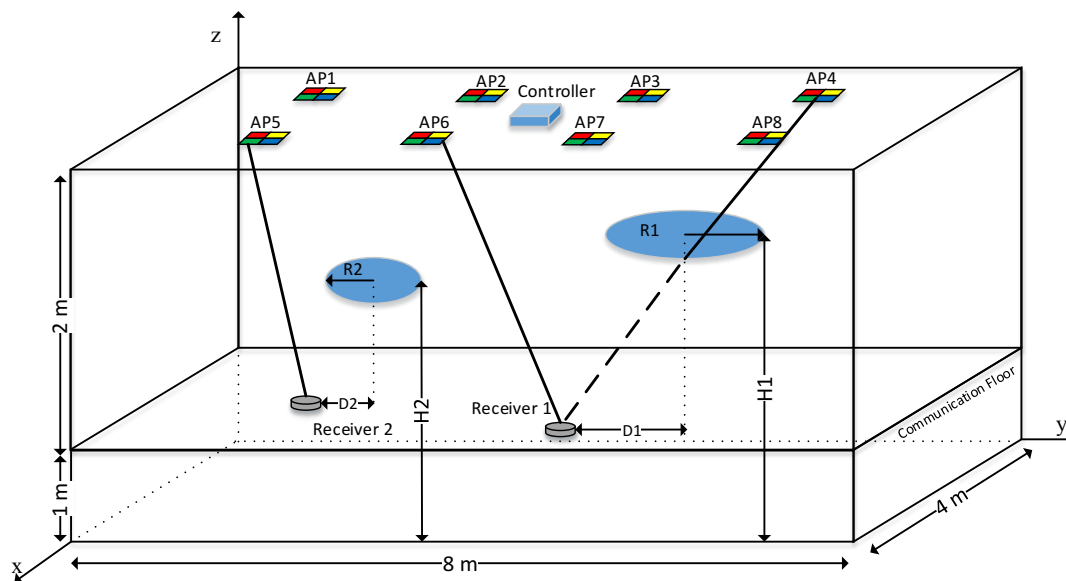 z
AP1
AP2
AP3
AP4
Controller
AP5
AP6
AP7
AP8
R1
R2
2 m
H2
H1
Communication Floor
D2
Receiver 1
Receiver 2
D1
y
1 m
4 m
x
8 m